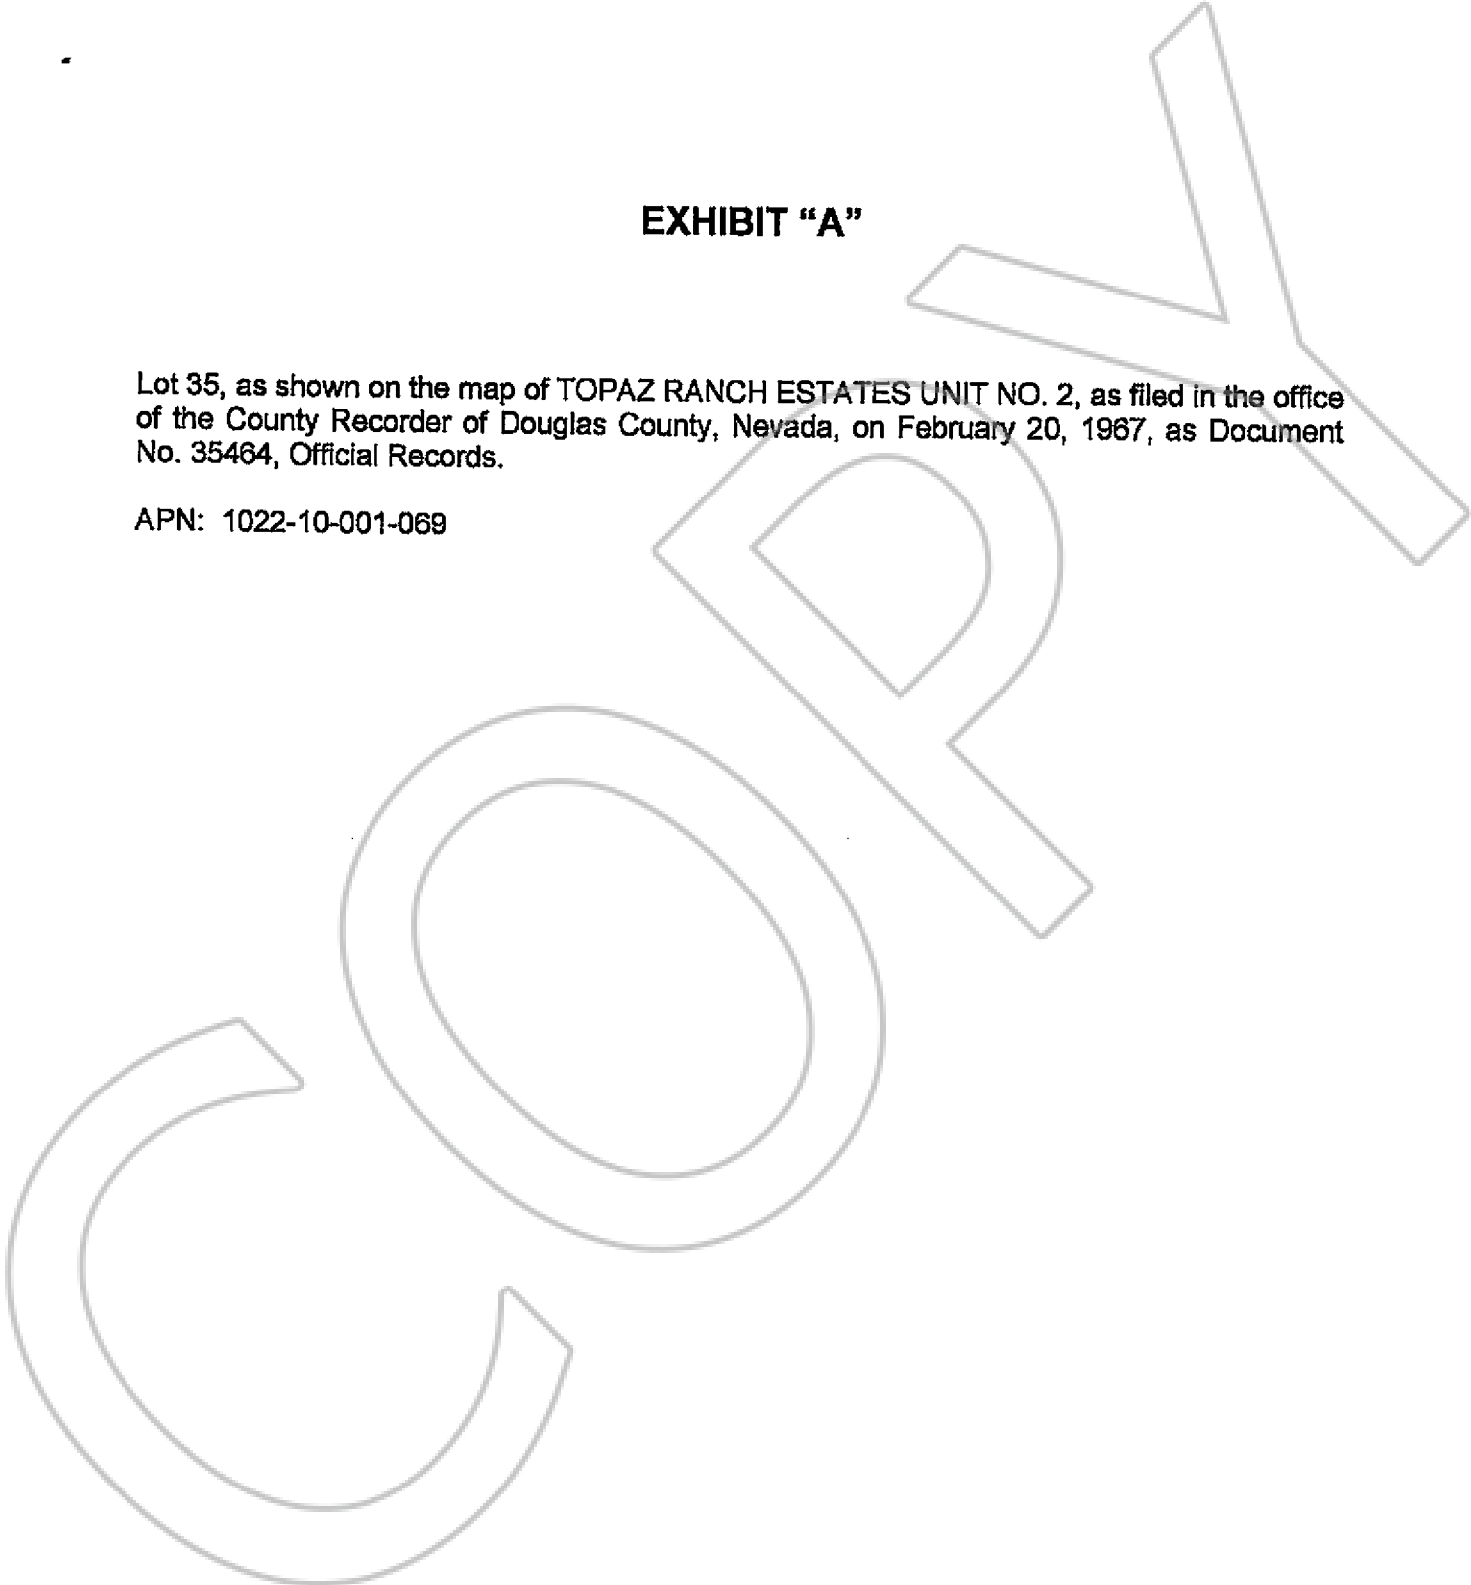 EXHIBIT “A”
Lot 35, as shown on the map of TOPAZ RANCH ESTATES UNIT NO. 2, as filed in the office
of the County Recorder of Douglas County, Nevada, on February 20, 1967, as Document
No. 35464, Official Records.
APN: 1022-10-001-069
COPY